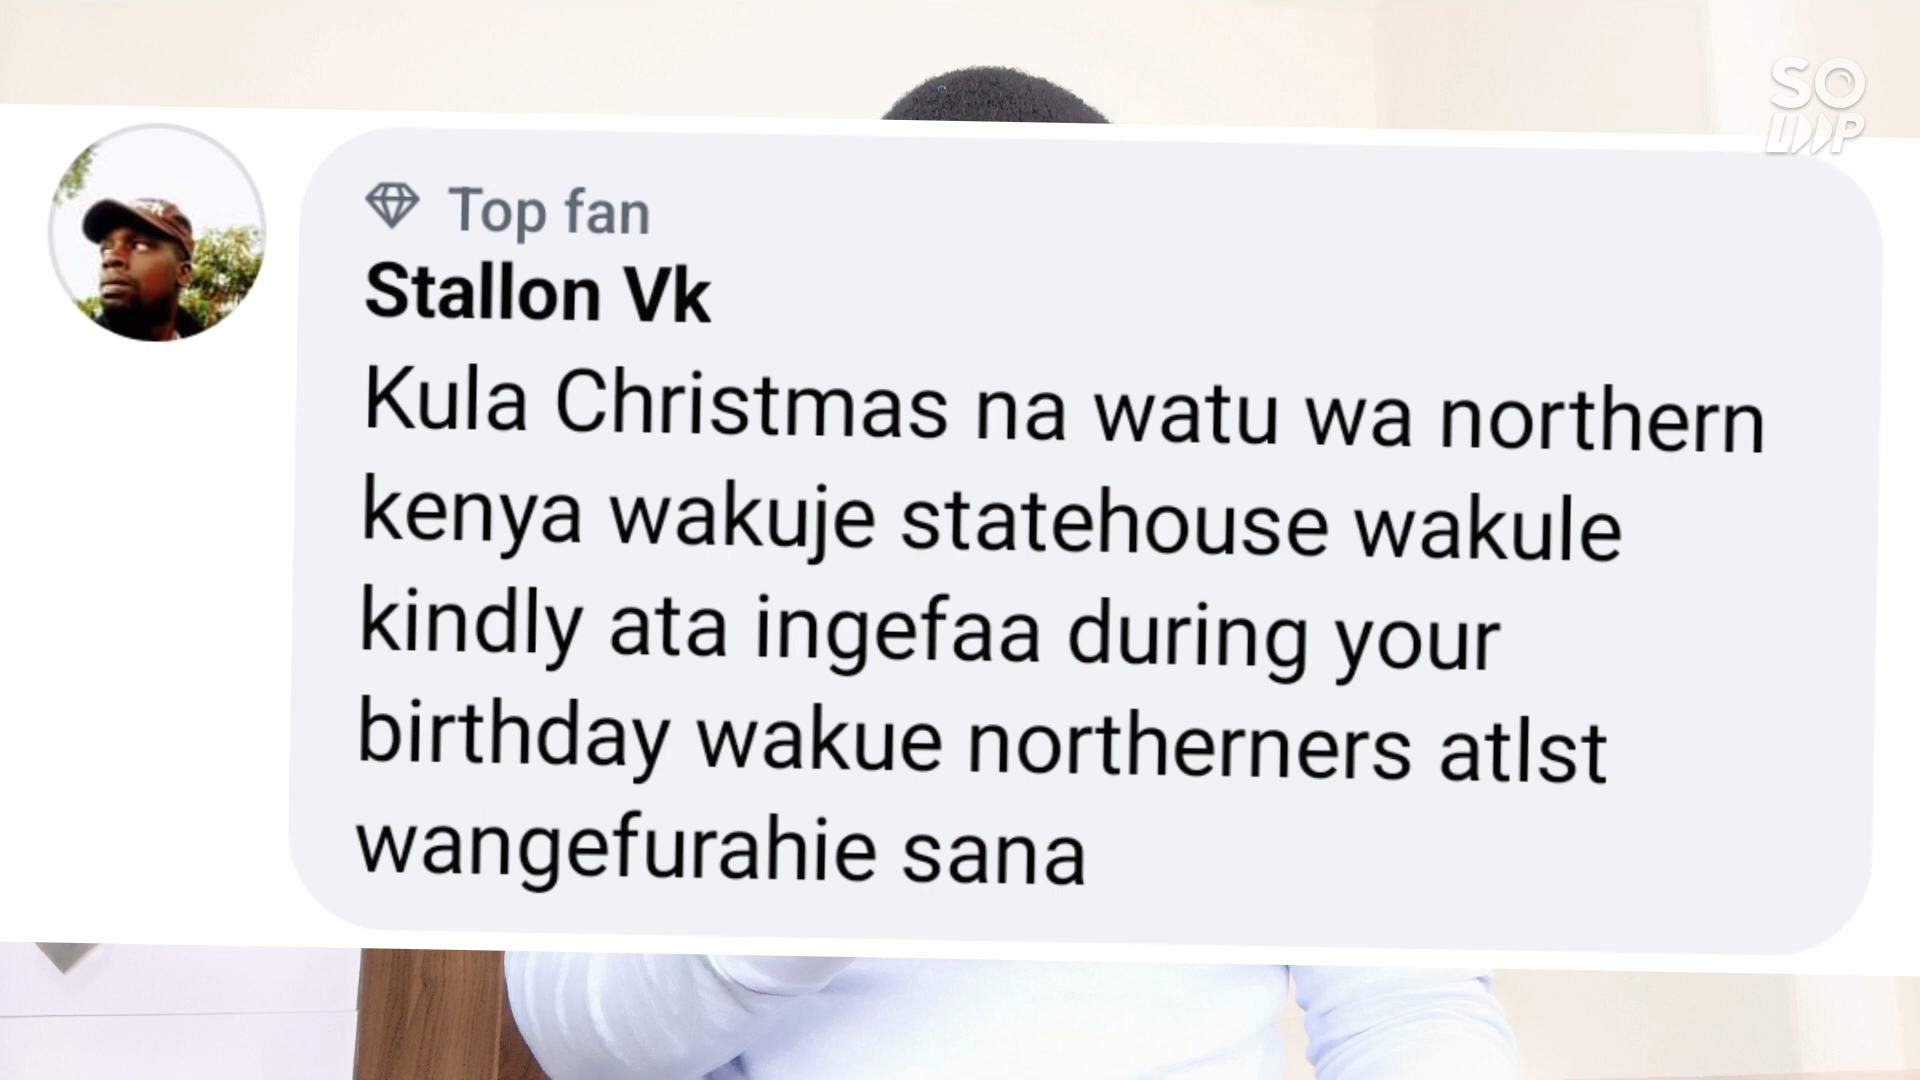 SO
LOOP
Top fan
Stallon Vk
Kula Christmas na watu wa northern
kenya wakuje statehouse wakule
kindly ata ingefaa during your
birthday wakue northerners atlst
wangefurahie sana